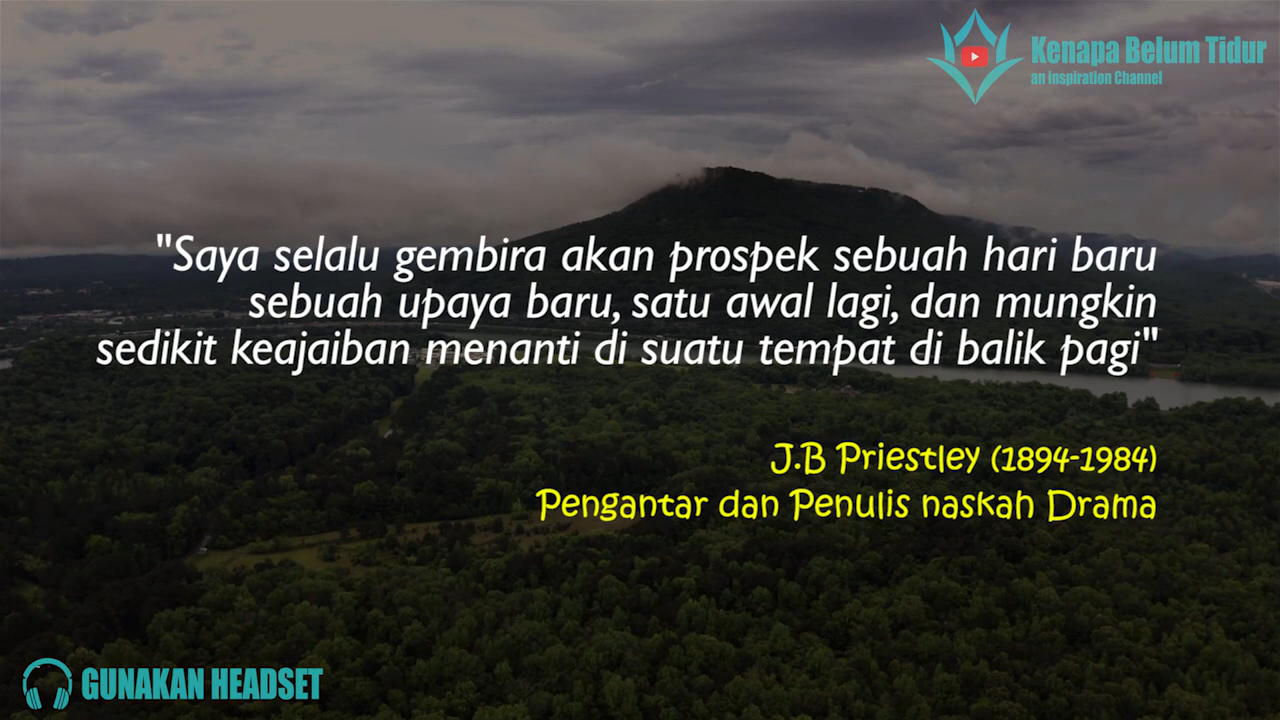 Kenapa Belum Tidur
an Inspiration Channel
"Saya selalu gembira akan prospek sebuah hari baru
sebuah upaya baru, satu awal lagi, dan mungkin
sedikit keajaiban menanti di suatu tempat di balik pagi"
J.B Priestley (1894-1984)
Pengantar dan Penulis naskah Drama
GUNAKAN HEADSET